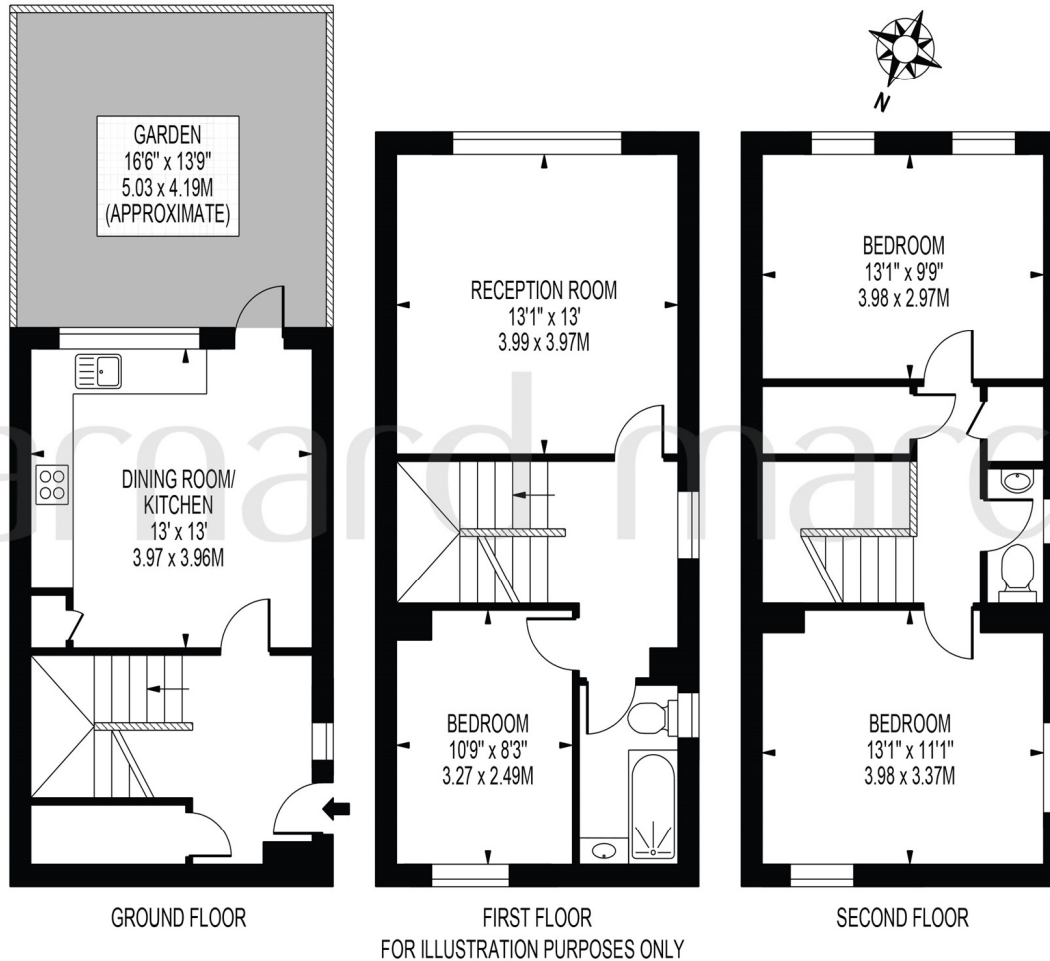 GARDEN
16'6" x 13'9"
5.03 x 4.19M
(APPROXIMATE)
DINING ROOM/
KITCHEN
13' x 13'
3.97 x 3.96M
GROUND FLOOR
RECEPTION ROOM
13'1" x 13'
3.99 x 3.97M
BEDROOM
10'9" x 8'3"
3.27 x 2.49M
FIRST FLOOR
FOR ILLUSTRATION PURPOSES ONLY
N
BEDROOM
13'1" x 9'9"
3.98 x 2.97M
BEDROOM
13'1" x 11'1"
3.98 x 3.37M
SECOND FLOOR